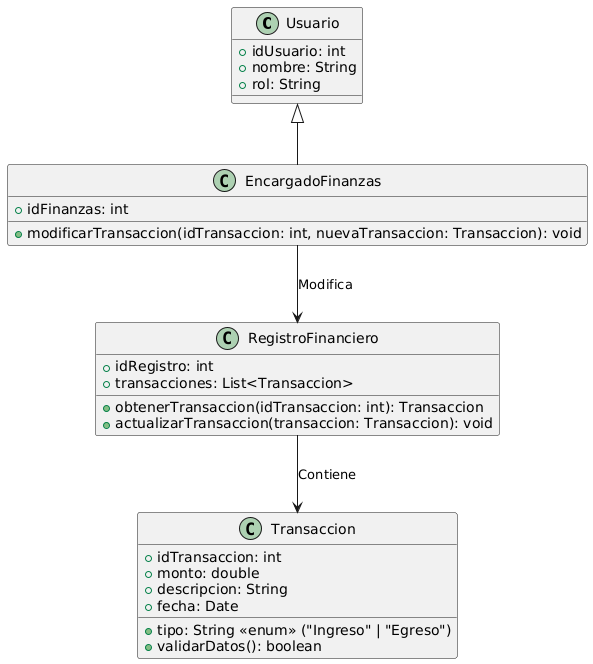 C Usuario
idUsuario: int
nombre: String
rol: String
C EncargadoFinanzas
idFinanzas: int
modificarTransaccion(idTransaccion: int, nuevaTransaccion: Transaccion): void
Modifica
C RegistroFinanciero
idRegistro: int
transacciones: List<Transaccion>
obtenerTransaccion(idTransaccion: int): Transaccion
actualizarTransaccion(transaccion: Transaccion): void
Contiene
C Transaccion
idTransaccion: int
monto: double
descripcion: String
fecha: Date
tipo: String «enum» ("Ingreso" | "Egreso")
validarDatos(): boolean